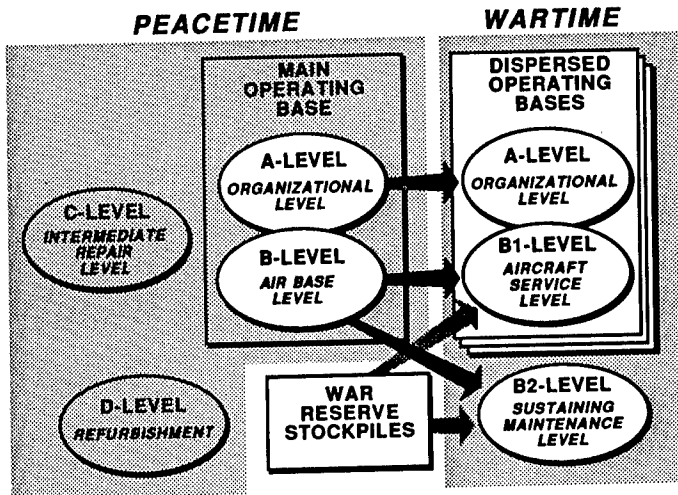 PEACETIME
WARTIME
MAIN
OPERATING
BASE
A-LEVEL
ORGANIZATIONAL
LEVEL
B-LEVEL
AIR BASE
LEVEL
C-LEVEL
INTERMEDIATE
REPAIR
LEVEL
D-LEVEL
REFURBISHMENT
WAR
RESERVE
STOCKPILES
DISPERSED
OPERATING
BASES
A-LEVEL
ORGANIZATIONAL
LEVEL
B1-LEVEL
AIRCRAFT
SERVICE
LEVEL
B2-LEVEL
SUSTAINING
MAINTENANCE
LEVEL